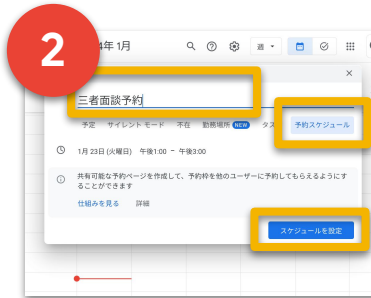 2
4年 1月
週
三者面談予約
予定 サイレント モード 不在 勤務場所 NEW タス 予約スケジュール
1月 23日 (火曜日) 午後1:00 – 午後3:00
共有可能な予約ページを作成して、予約枠を他のユーザーに予約してもらえるようにす
ることができます
仕組みを見る 詳細
スケジュールを設定